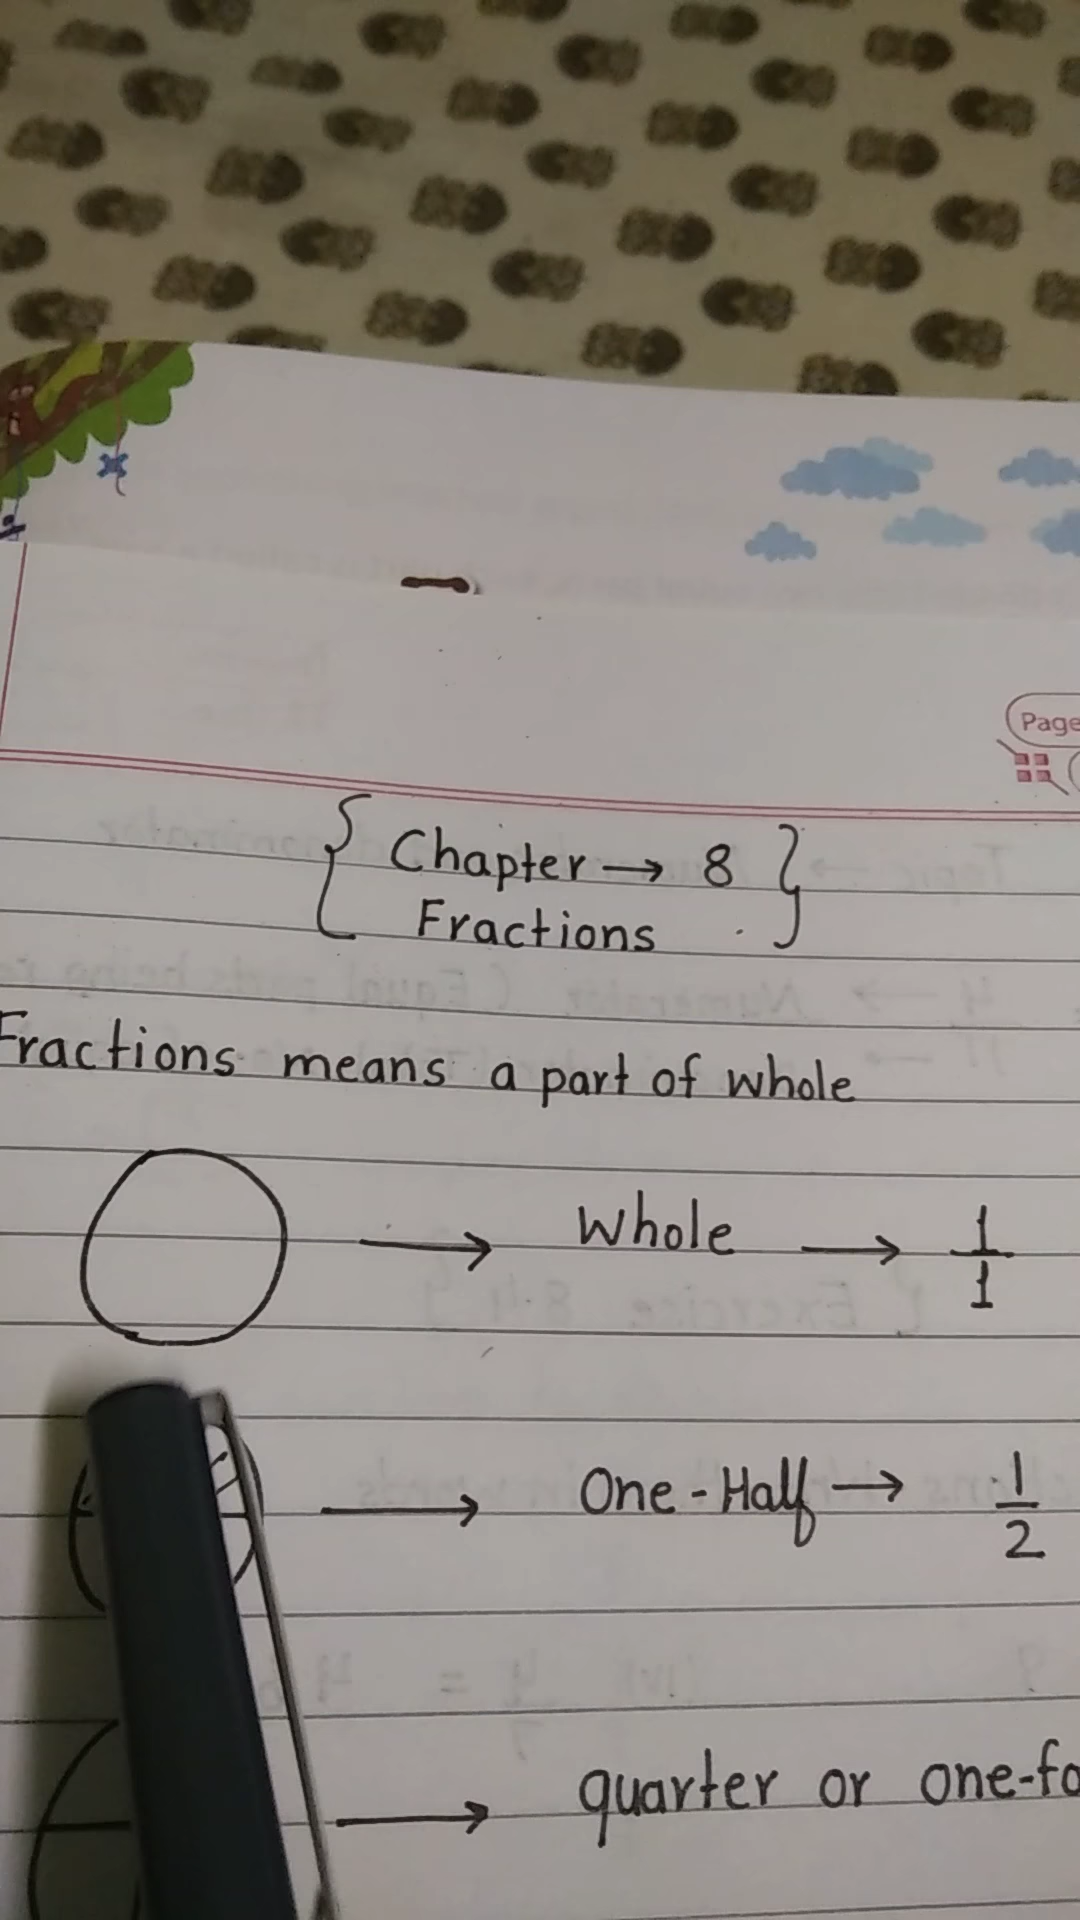 Page
Chapter → 8
Fractions
Fractions means a part of whole
Whole → 1/1
One-Half → 1/2
quarter or one-fo